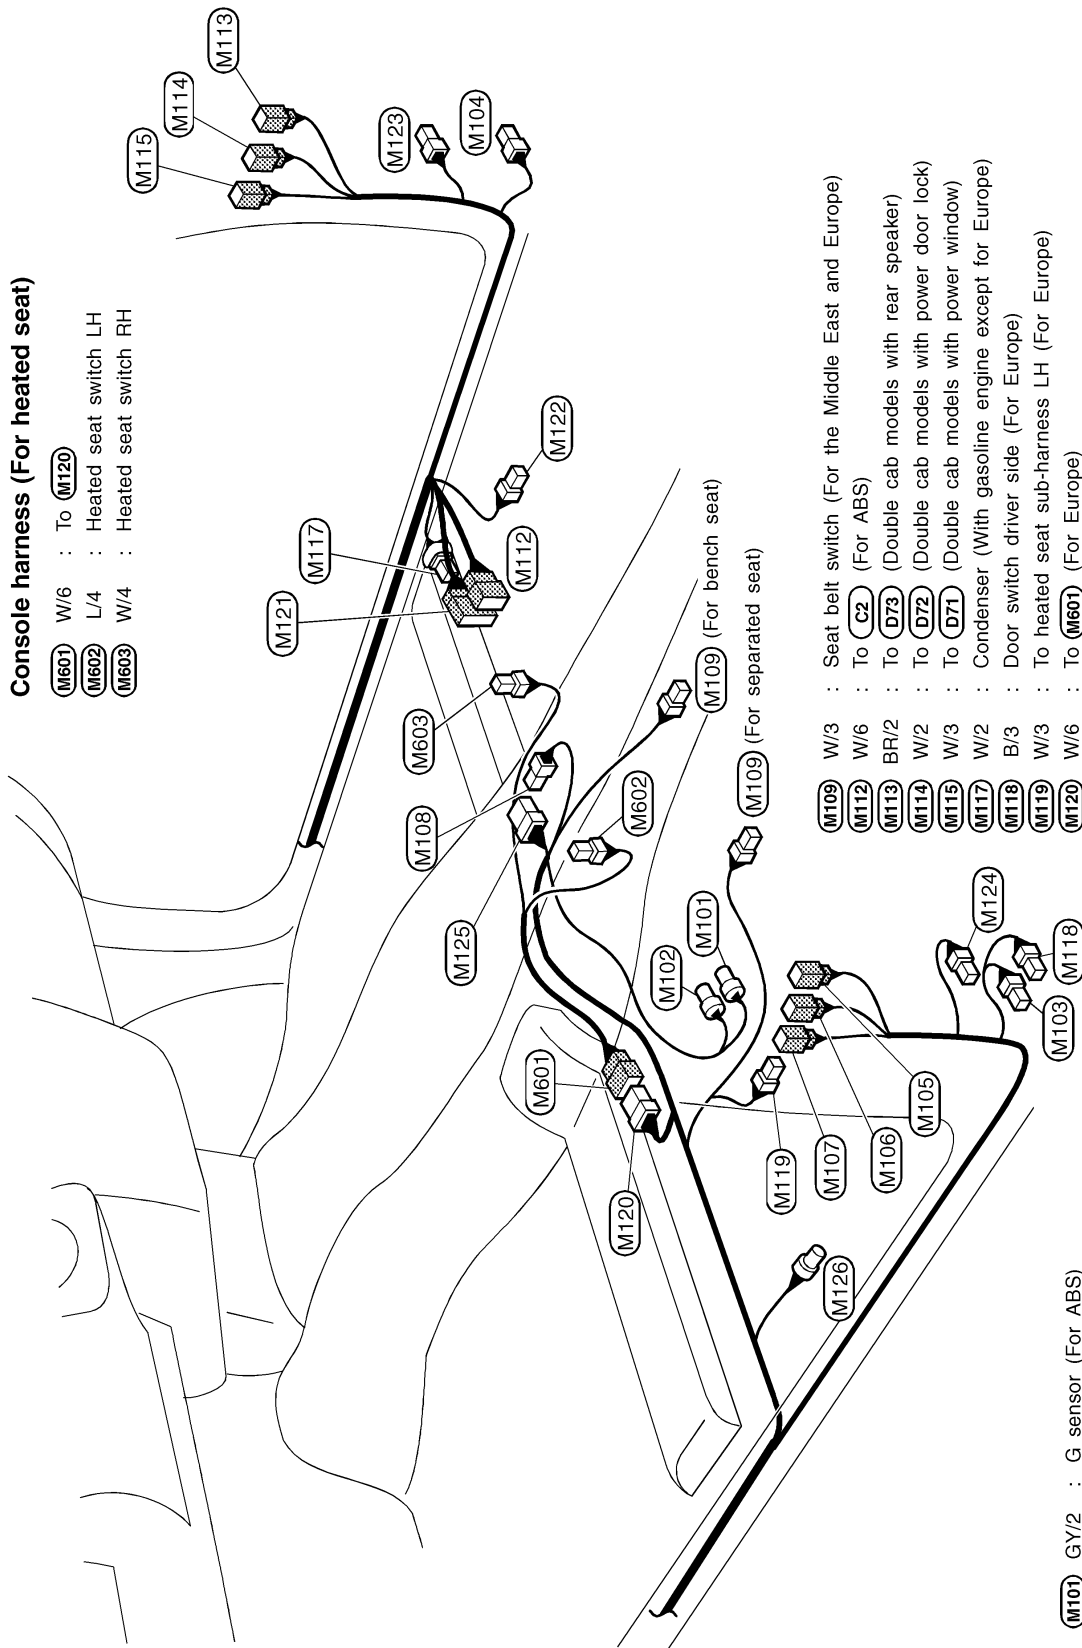 Console harness (For heated seat)
M601 W/6 : To M120
M602 L/4 : Heated seat switch LH
M603 W/4 : Heated seat switch RH
M113
M114
M115
M123
M104
M122
M117
M112
M121
M603
M108
M109 (For bench seat)
M602
M109 (For separated seat)
M125
M101
M102
M124
M118
M103
M601
M105
M106
M107
M119
M120
M126
M109 W/3 : Seat belt switch (For the Middle East and Europe)
M112 W/6 : To C2 (For ABS)
M113 BR/2 : To D73 (Double cab models with rear speaker)
M114 W/2 : To D72 (Double cab models with power door lock)
M115 W/3 : To D71 (Double cab models with power window)
M117 W/2 : Condenser (With gasoline engine except for Europe)
M118 B/3 : Door switch driver side (For Europe)
M119 W/3 : To heated seat sub-harness LH (For Europe)
M120 W/6 : To M601 (For Europe)
M101 GY/2 : G sensor (For ABS)